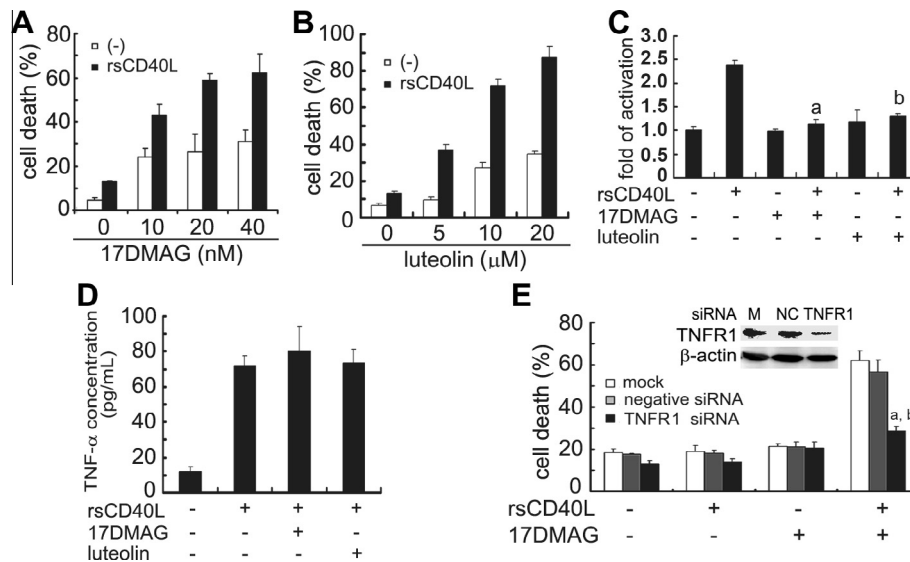 A
cell death (%)
80
60
40
20
0
(-)
rsCD40L
0 10 20 40
17DMAG (nM)
B
cell death (%)
100
80
60
40
20
0
(-)
rsCD40L
0 5 10 20
luteolin (μM)
C
fold of activation
3.0
2.5
2.0
1.5
1.0
1.5
0
a
b
rsCD40L - + - + - +
17DMAG - - + + - -
luteolin - - - - + +
D
TNF-α concentration
(pg/mL)
100
80
60
40
20
0
rsCD40L - + + +
17DMAG - - + -
luteolin - - - +
E
cell death (%)
80
60
40
20
0
siRNA M NC TNFR1
TNFR1
β-actin
mock
negative siRNA
TNFR1 siRNA
a, b
rsCD40L - + - +
17DMAG - - + +